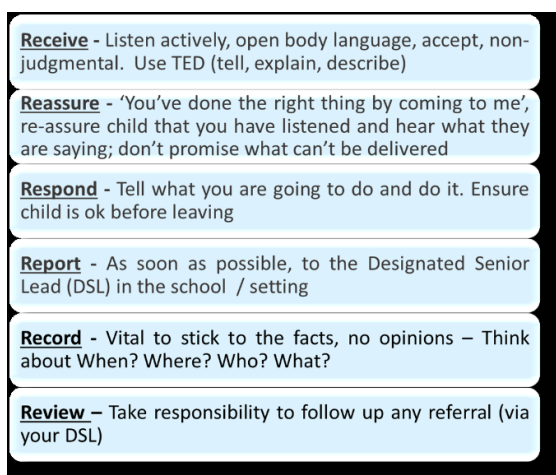 Receive - Listen actively, open body language, accept, non-
judgmental. Use TED (tell, explain, describe)
Reassure - ‘You’ve done the right thing by coming to me’,
re-assure child that you have listened and hear what they
are saying; don’t promise what can’t be delivered
Respond - Tell what you are going to do and do it. Ensure
child is ok before leaving
Report - As soon as possible, to the Designated Senior
Lead (DSL) in the school / setting
Record - Vital to stick to the facts, no opinions – Think
about When? Where? Who? What?
Review – Take responsibility to follow up any referral (via
your DSL)